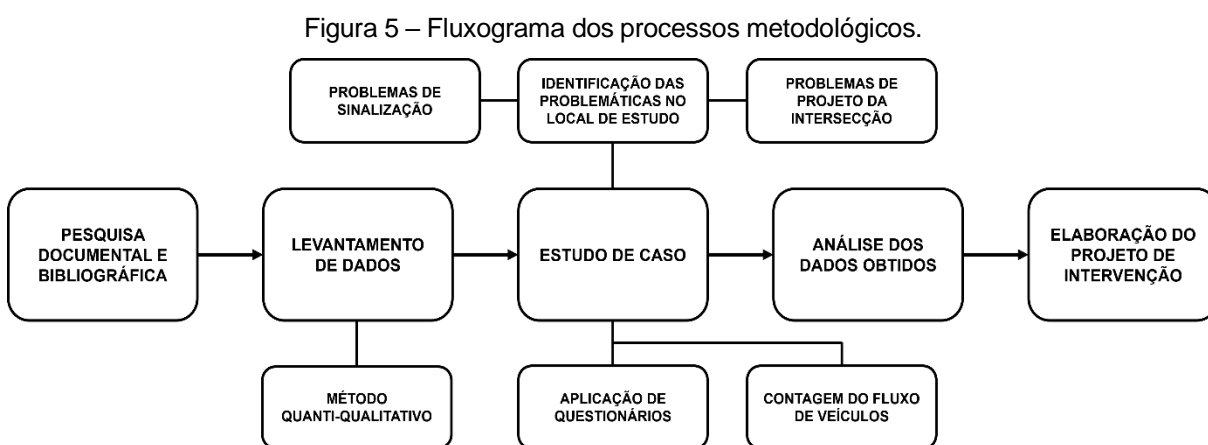 Figura 5 – Fluxograma dos processos metodológicos.
PROBLEMAS DE
SINALIZAÇÃO
IDENTIFICAÇÃO DAS
PROBLEMÁTICAS NO
LOCAL DE ESTUDO
PROBLEMAS DE
PROJETO DA
INTERSECÇÃO
PESQUISA
DOCUMENTAL E
BIBLIOGRÁFICA
LEVANTAMENTO
DE DADOS
ESTUDO DE CASO
ANÁLISE DOS
DADOS OBTIDOS
ELABORAÇÃO DO
PROJETO DE
INTERVENÇÃO
MÉTODO
QUANTI-QUALITATIVO
APLICAÇÃO DE
QUESTIONÁRIOS
CONTAGEM DO FLUXO
DE VEÍCULOS